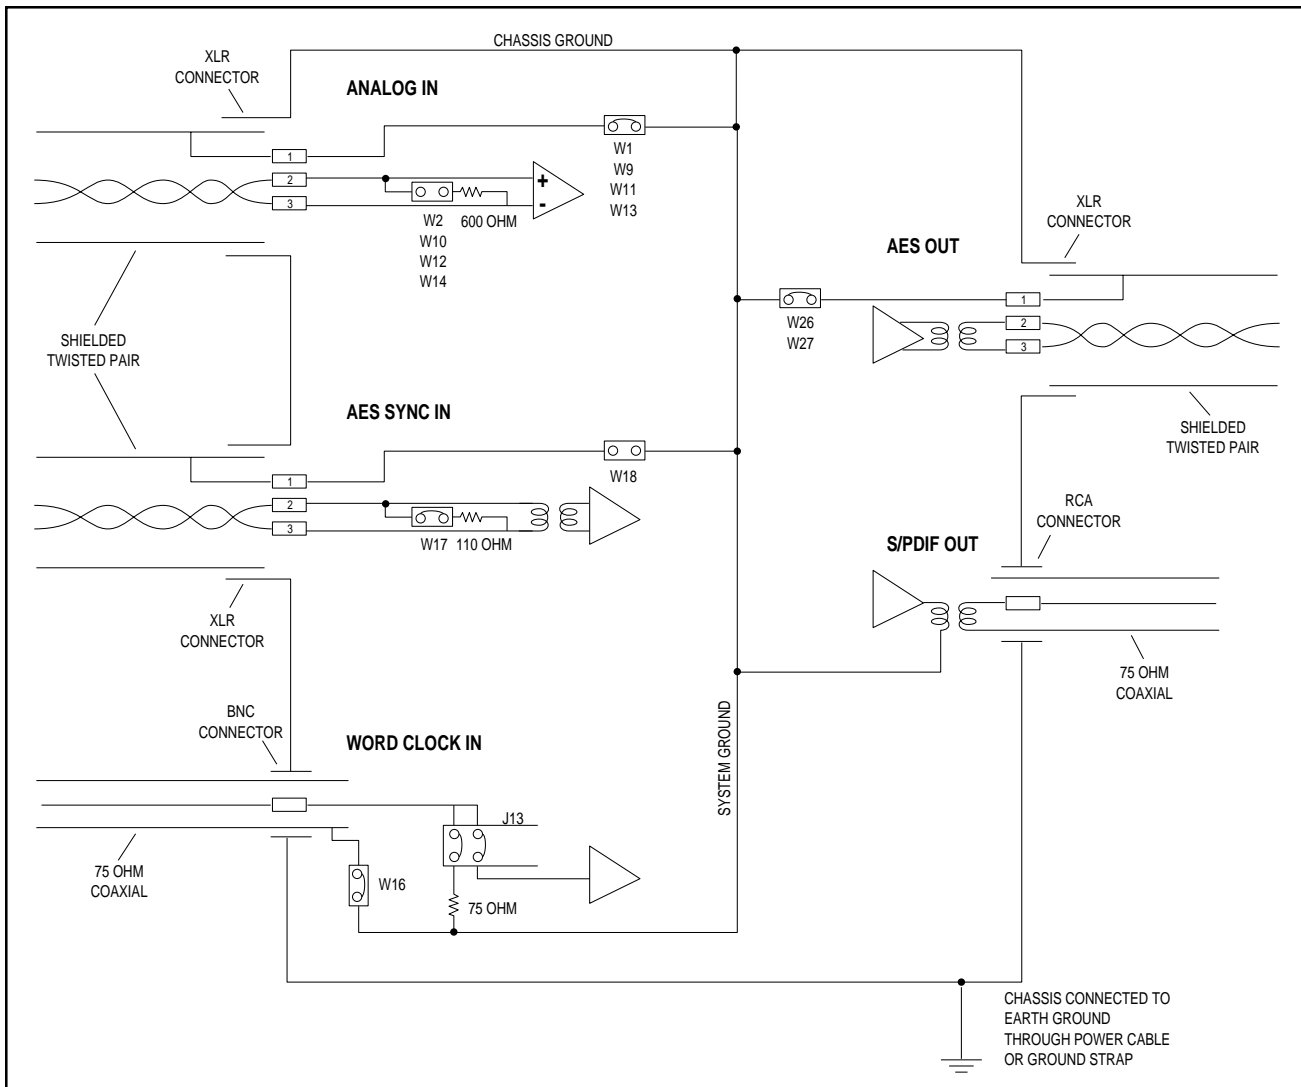 CHASSIS GROUND
XLR
CONNECTOR
ANALOG IN
1
2
3
+
-
W1
W9
W11
W13
W2
W10
W12
W14
600 OHM
SHIELDED
TWISTED PAIR
XLR
CONNECTOR
AES OUT
1
2
3
W26
W27
SHIELDED
TWISTED PAIR
AES SYNC IN
1
2
3
W18
W17
110 OHM
XLR
CONNECTOR
RCA
CONNECTOR
S/PDIF OUT
75 OHM
COAXIAL
BNC
CONNECTOR
WORD CLOCK IN
SYSTEM GROUND
J13
75 OHM
COAXIAL
W16
75 OHM
CHASSIS CONNECTED TO
EARTH GROUND
THROUGH POWER CABLE
OR GROUND STRAP